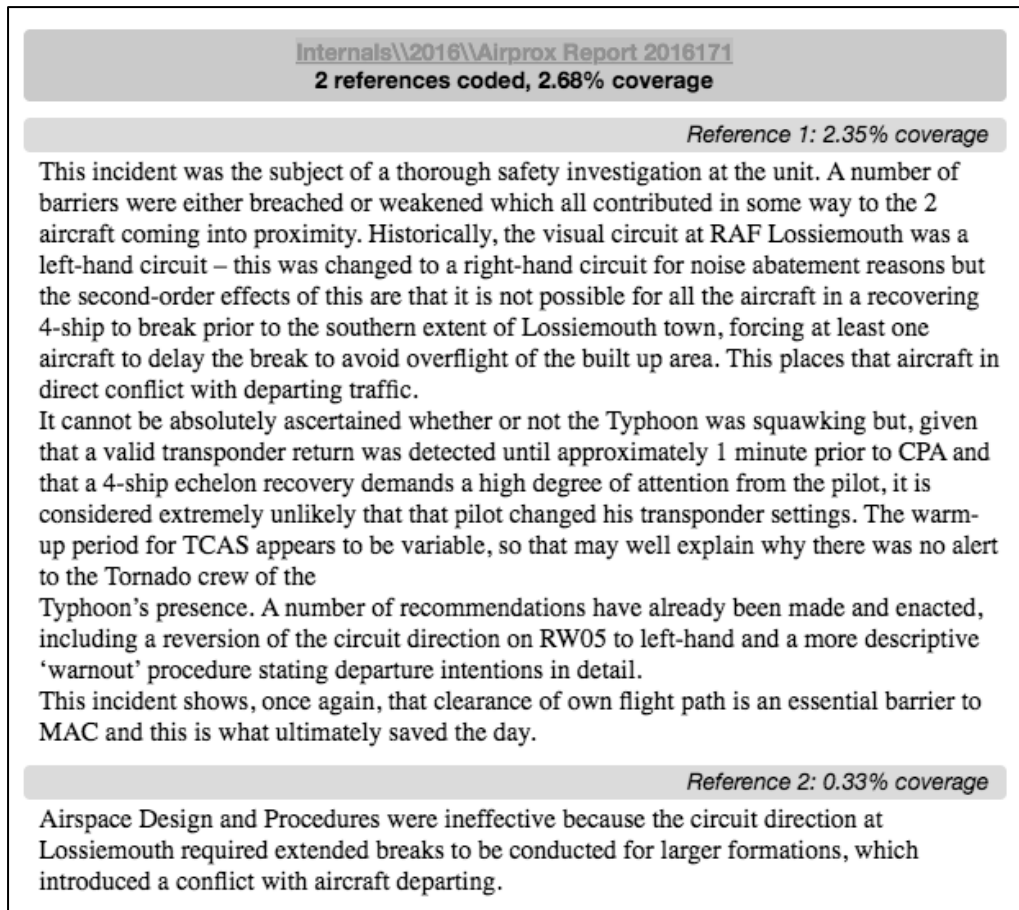 Internals\\2016\\Airprox Report 2016171
2 references coded, 2.68% coverage
Reference 1: 2.35% coverage
This incident was the subject of a thorough safety investigation at the unit. A number of
barriers were either breached or weakened which all contributed in some way to the 2
aircraft coming into proximity. Historically, the visual circuit at RAF Lossiemouth was a
left-hand circuit – this was changed to a right-hand circuit for noise abatement reasons but
the second-order effects of this are that it is not possible for all the aircraft in a recovering
4-ship to break prior to the southern extent of Lossiemouth town, forcing at least one
aircraft to delay the break to avoid overflight of the built up area. This places that aircraft in
direct conflict with departing traffic.
It cannot be absolutely ascertained whether or not the Typhoon was squawking but, given
that a valid transponder return was detected until approximately 1 minute prior to CPA and
that a 4-ship echelon recovery demands a high degree of attention from the pilot, it is
considered extremely unlikely that that pilot changed his transponder settings. The warm-
up period for TCAS appears to be variable, so that may well explain why there was no alert
to the Tornado crew of the
Typhoon's presence. A number of recommendations have already been made and enacted,
including a reversion of the circuit direction on RW05 to left-hand and a more descriptive
'warnout' procedure stating departure intentions in detail.
This incident shows, once again, that clearance of own flight path is an essential barrier to
MAC and this is what ultimately saved the day.
Reference 2: 0.33% coverage
Airspace Design and Procedures were ineffective because the circuit direction at
Lossiemouth required extended breaks to be conducted for larger formations, which
introduced a conflict with aircraft departing.